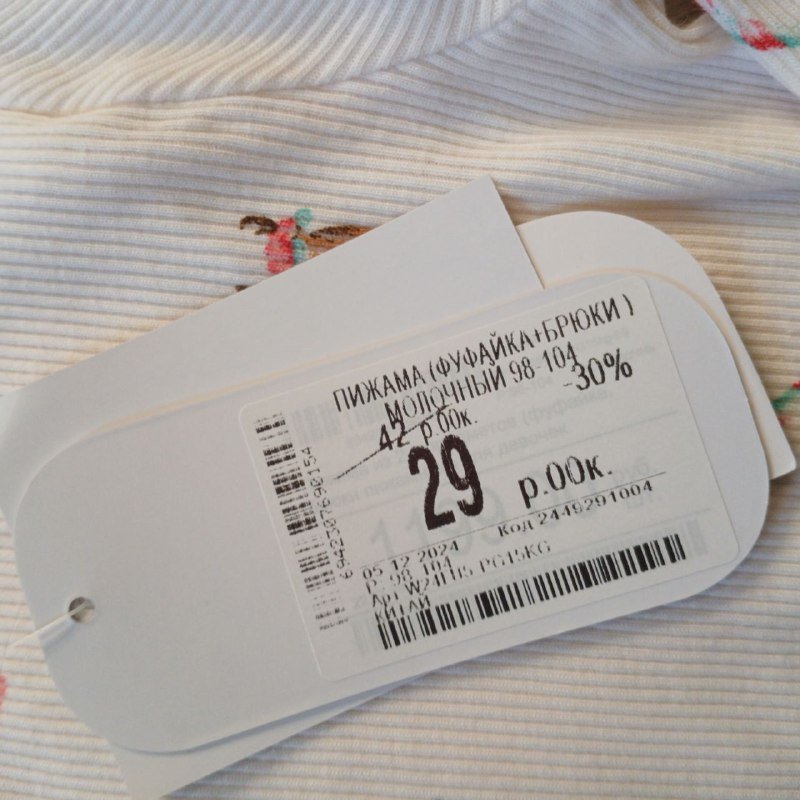 ПИЖАМА (ФУФАЙКА+БРЮКИ )
МОЛОЧНЫЙ 98-104
-30%
42 р.00к.
29 р.00к.
Код 2449291004
05.12.2024
Р. 98-104
КИТАЙ
6942307690154